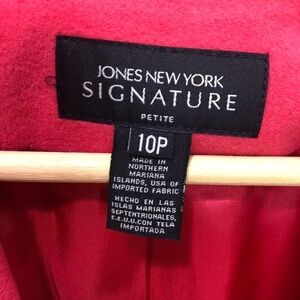 JONES NEW YORK
SIGNATURE
PETITE
10P
MADE IN
NORTHERN
MARIANA
ISLANDS, USA OF
IMPORTED FABRIC
HECHO EN LAS
ISLAS MARIANAS
SEPTENTRIONALES,
E.E.U.U. CON TELA
IMPORTADA